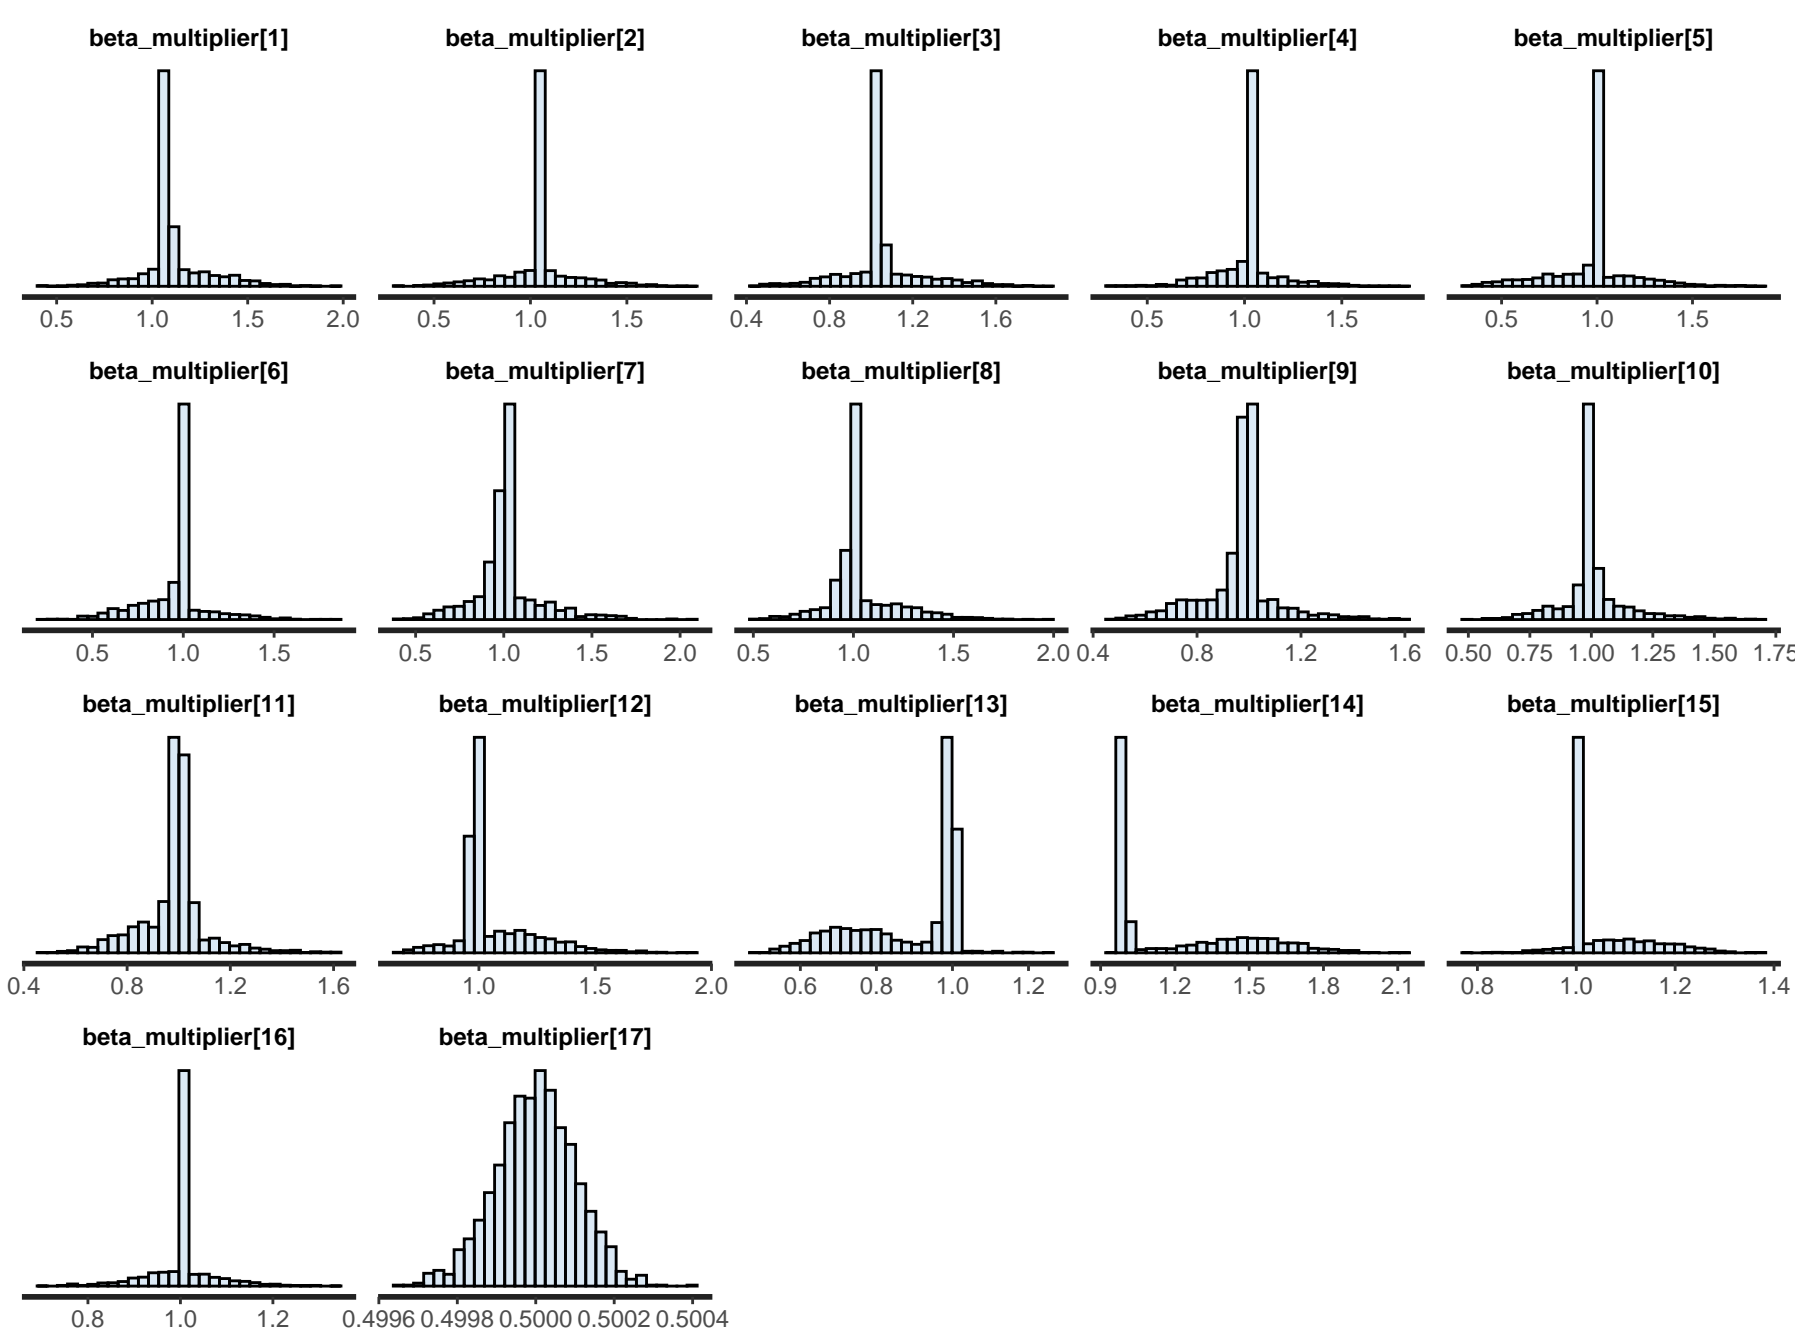 beta_multiplier[1] beta_multiplier[2] beta_multiplier[3] beta_multiplier[4] beta_multiplier[5]
0.5 1.0 1.5 2.0 0.5 1.0 1.5 0.4 0.8 1.2 1.6 0.5 1.0 1.5 0.5 1.0 1.5
beta_multiplier[6] beta_multiplier[7] beta_multiplier[8] beta_multiplier[9] beta_multiplier[10]
0.5 1.0 1.5 0.5 1.0 1.5 2.0 0.5 1.0 1.5 2.0 0.4 0.8 1.2 1.6 0.50 0.75 1.00 1.25 1.50 1.75
beta_multiplier[11] beta_multiplier[12] beta_multiplier[13] beta_multiplier[14] beta_multiplier[15]
0.4 0.8 1.2 1.6 1.0 1.5 2.0 0.6 0.8 1.0 1.2 0.9 1.2 1.5 1.8 2.1 0.8 1.0 1.2 1.4
beta_multiplier[16] beta_multiplier[17]
0.8 1.0 1.2 0.4996 0.4998 0.5000 0.5002 0.5004